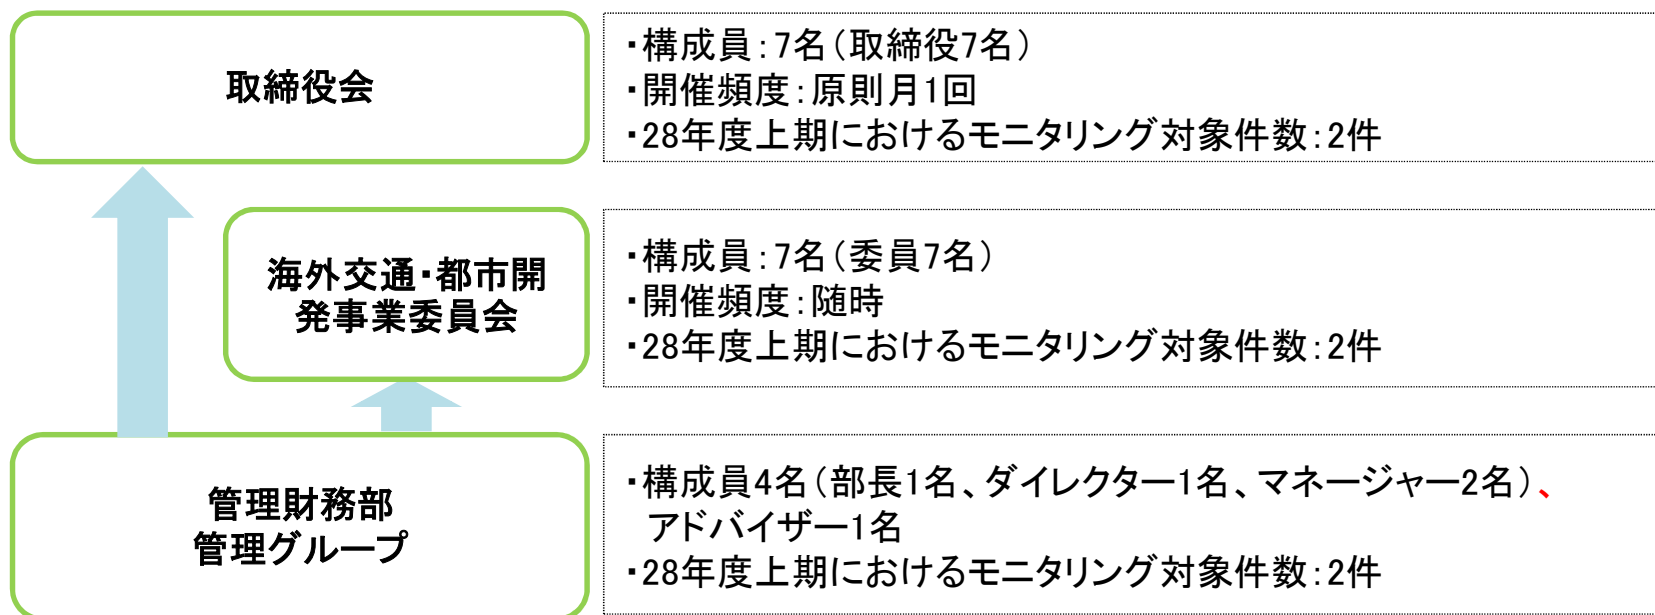 取締役会
・構成員:7名(取締役7名)
・開催頻度:原則月1回
・28年度上期におけるモニタリング対象件数:2件
海外交通・都市開
発事業委員会
・構成員:7名(委員7名)
・開催頻度:随時
・28年度上期におけるモニタリング対象件数:2件
管理財務部
管理グループ
・構成員4名(部長1名、ダイレクター1名、マネージャー2名)、
アドバイザー1名
・28年度上期におけるモニタリング対象件数:2件